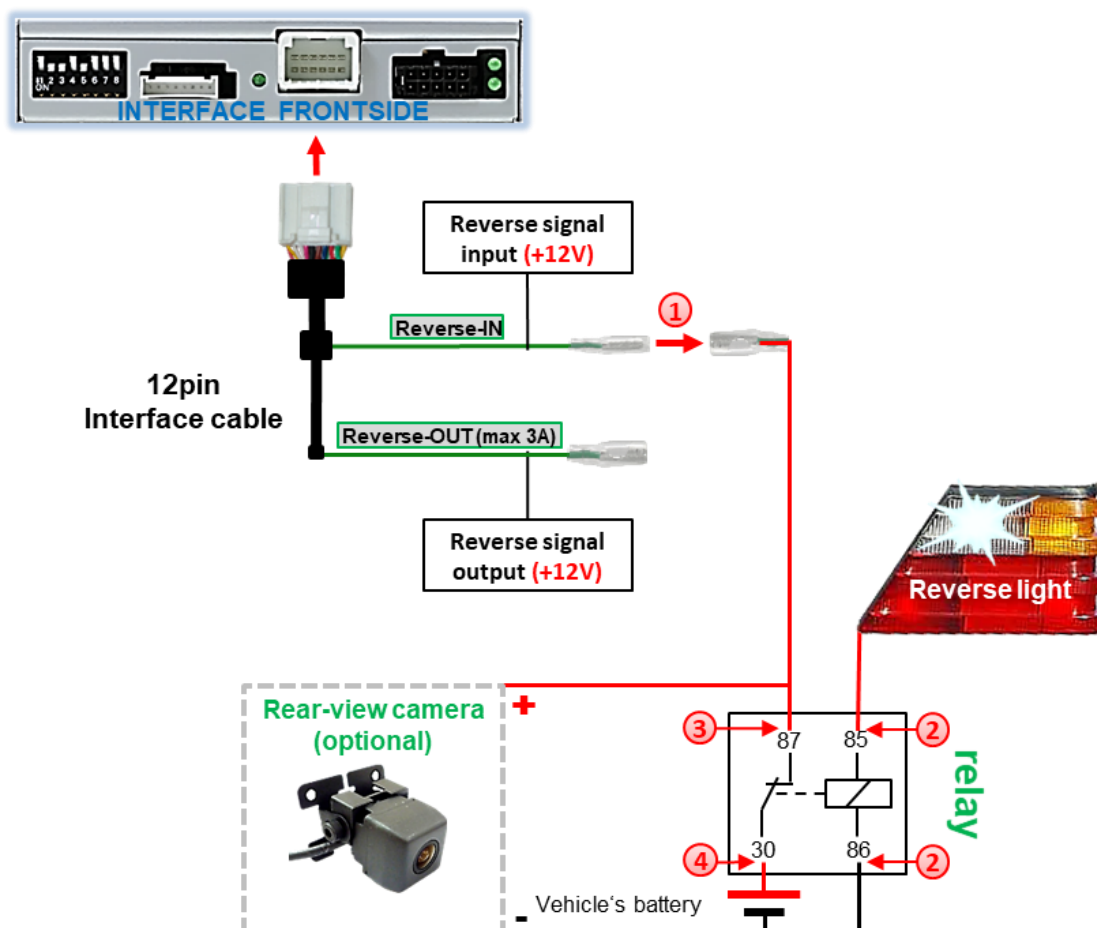 1 2 3 4 5 6 7 8
ON
INTERFACE FRONTSIDE
Reverse signal
input (+12V)
Reverse-IN
1
12pin
Interface cable
Reverse-OUT (max 3A)
Reverse signal
output (+12V)
Reverse light
Rear-view camera
(optional)
+
3
87
85
2
relay
4
30
86
2
- Vehicle's battery